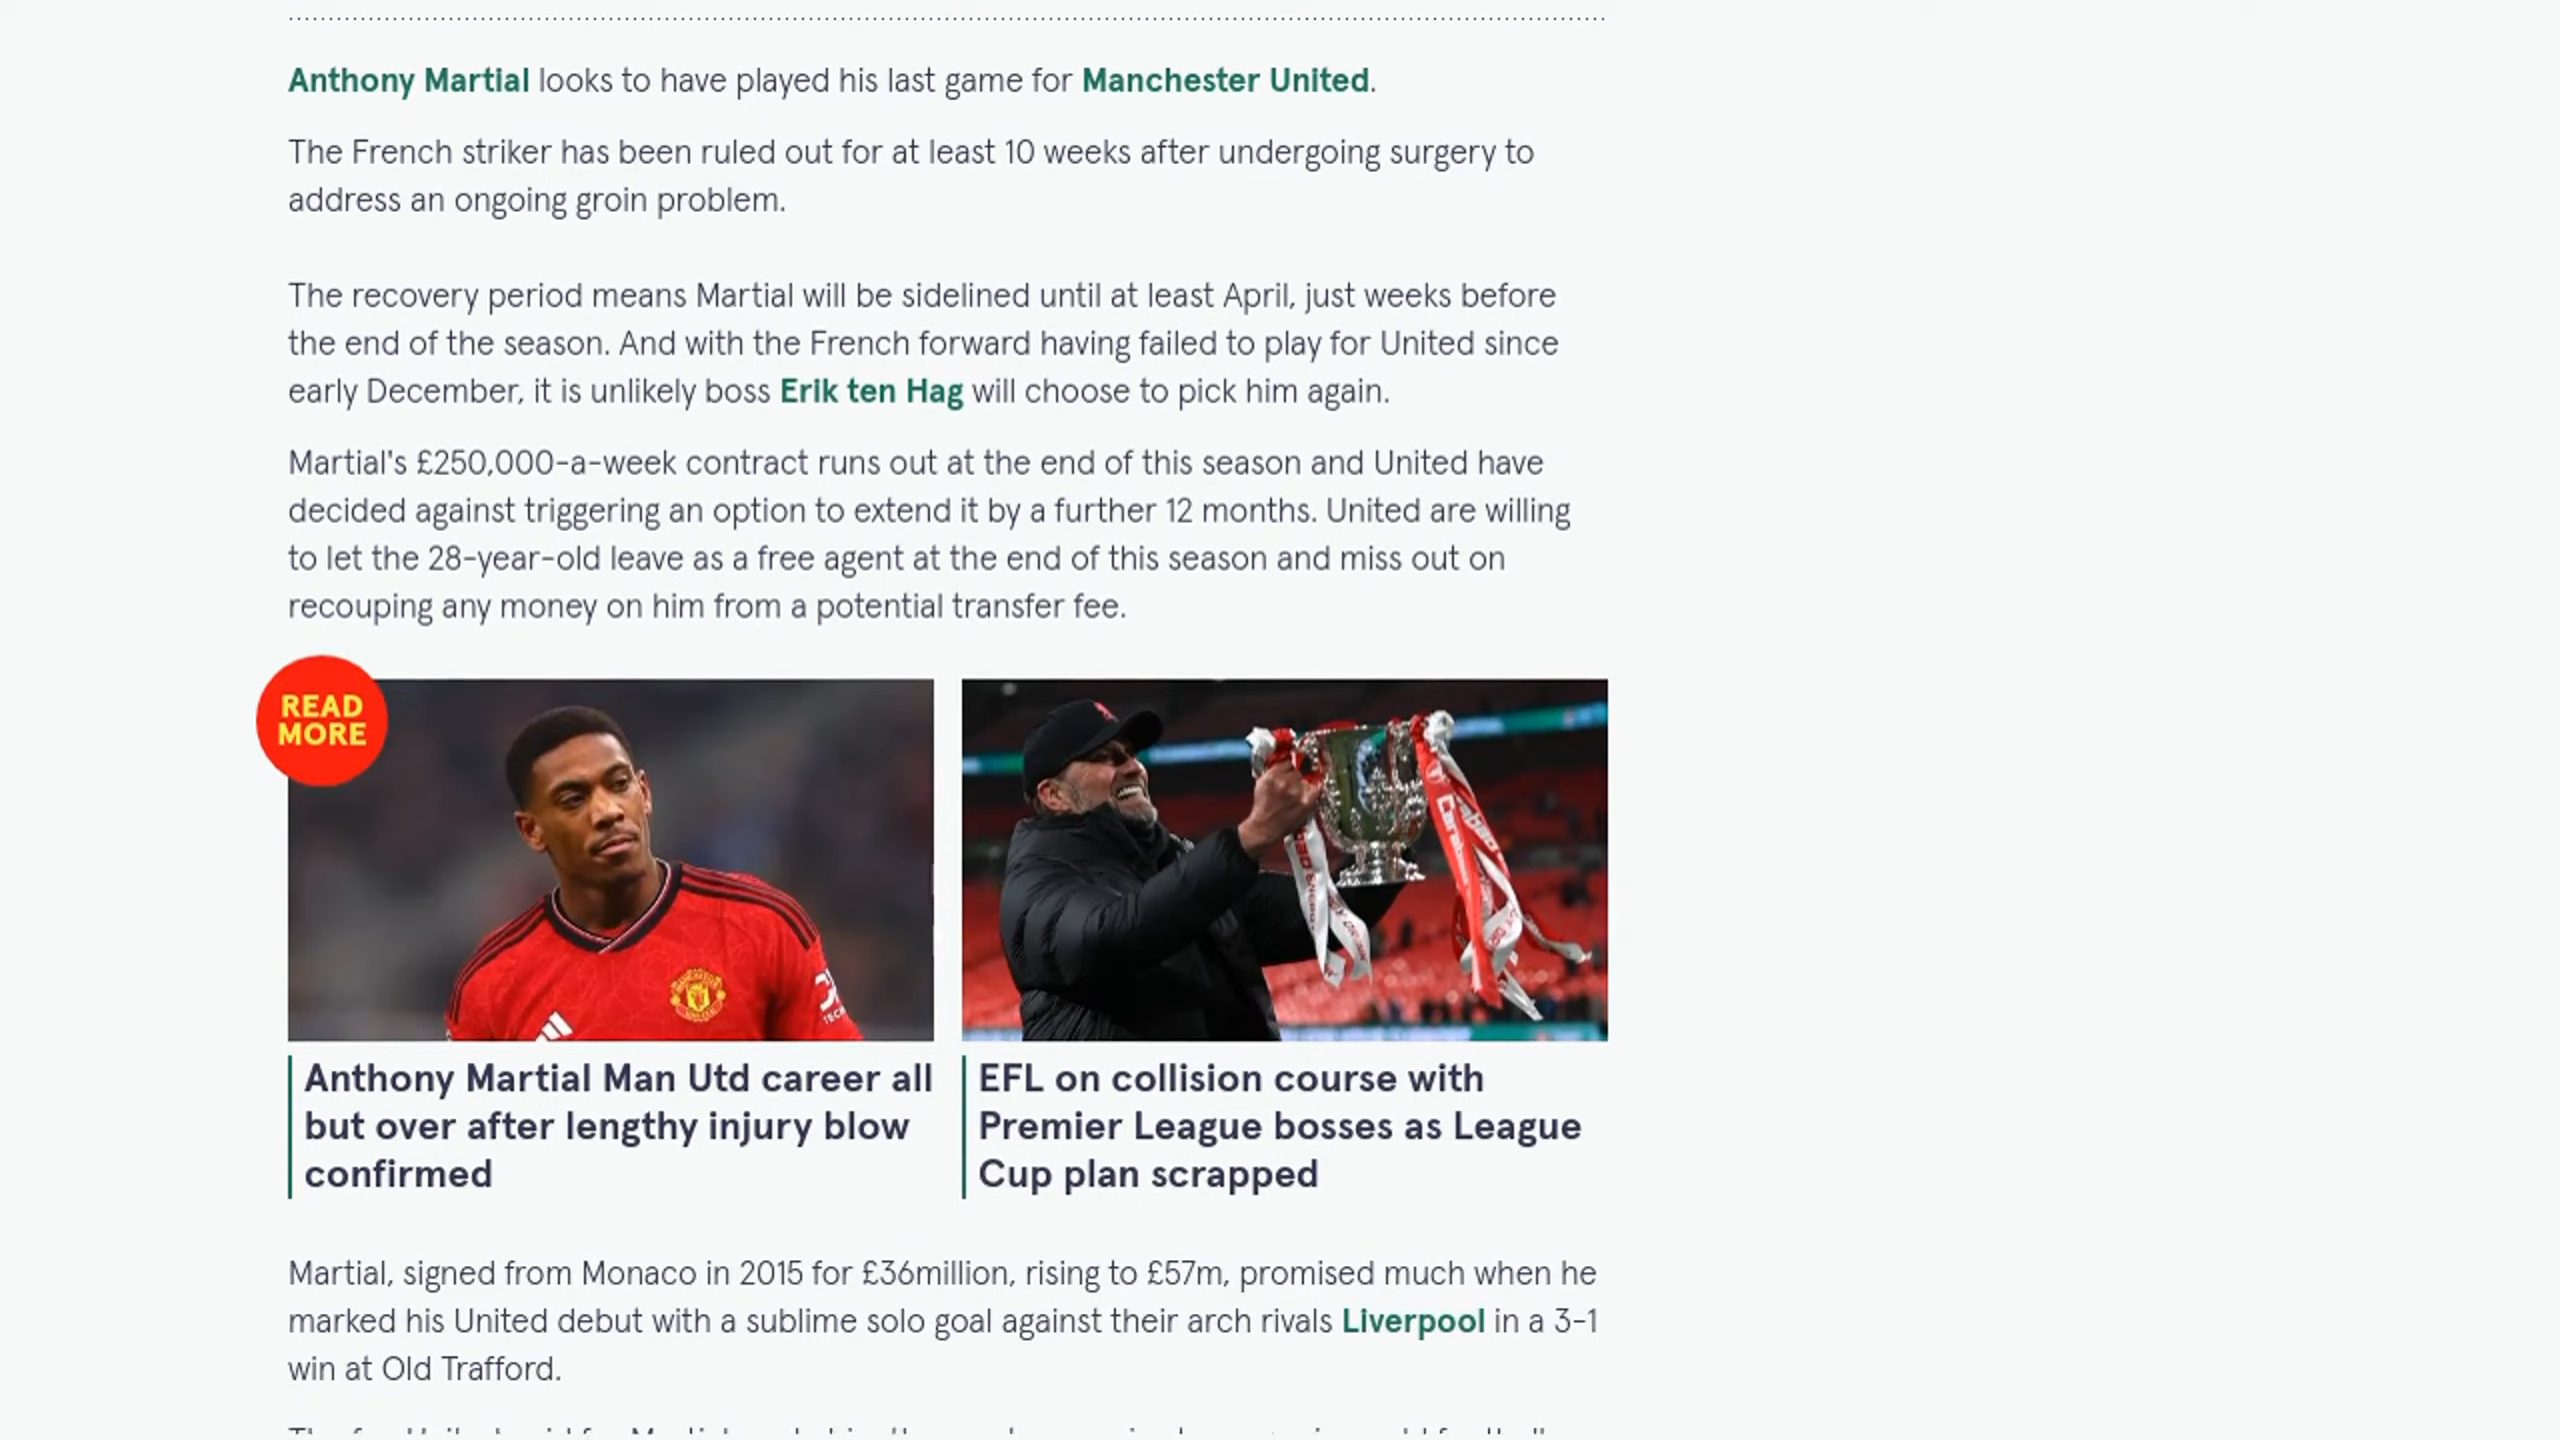 Anthony Martial looks to have played his last game for Manchester United.
The French striker has been ruled out for at least 10 weeks after undergoing surgery to
address an ongoing groin problem.
The recovery period means Martial will be sidelined until at least April, just weeks before
the end of the season. And with the French forward having failed to play for United since
early December, it is unlikely boss Erik ten Hag will choose to pick him again.
Martial's £250,000-a-week contract runs out at the end of this season and United have
decided against triggering an option to extend it by a further 12 months. United are willing
to let the 28-year-old leave as a free agent at the end of this season and miss out on
recouping any money on him from a potential transfer fee.
READ
MORE
Anthony Martial Man Utd career all
but over after lengthy injury blow
confirmed
EFL on collision course with
Premier League bosses as League
Cup plan scrapped
Martial, signed from Monaco in 2015 for £36million, rising to £57m, promised much when he
marked his United debut with a sublime solo goal against their arch rivals Liverpool in a 3-1
win at Old Trafford.